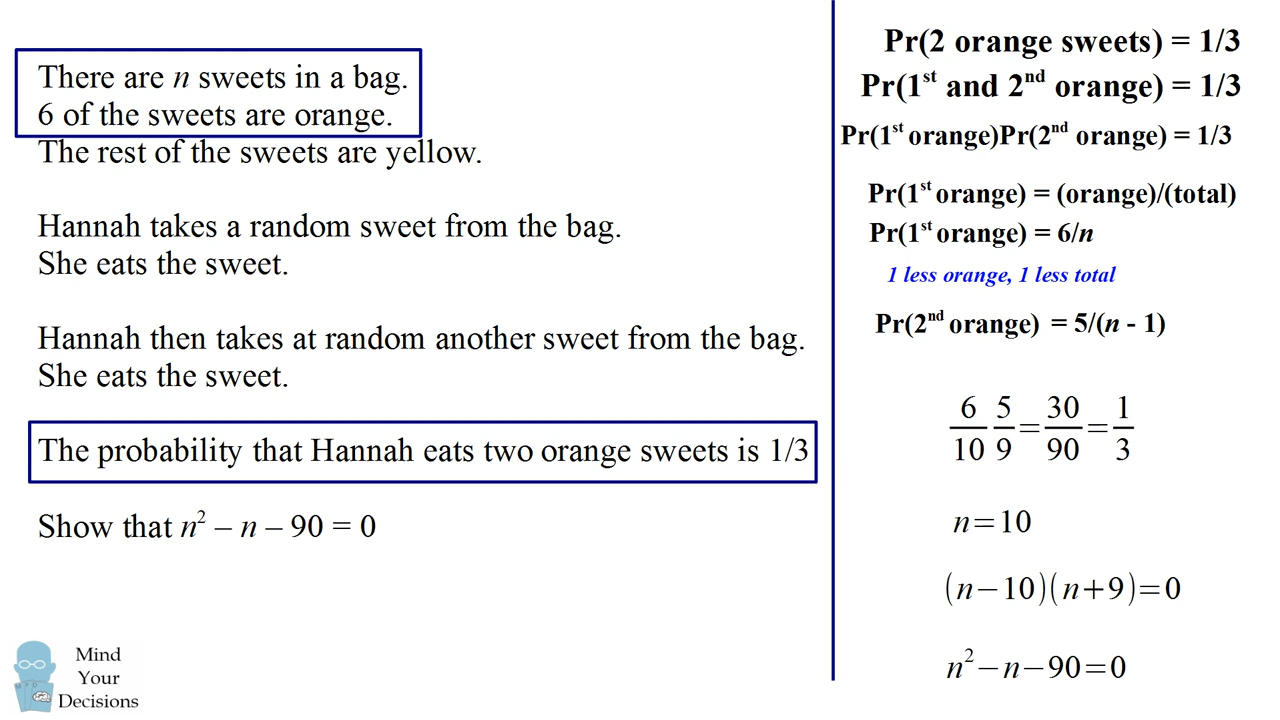 There are n sweets in a bag.
6 of the sweets are orange.
The rest of the sweets are yellow.
Hannah takes a random sweet from the bag.
She eats the sweet.
Hannah then takes at random another sweet from the bag.
She eats the sweet.
The probability that Hannah eats two orange sweets is 1/3
Show that n² – n – 90 = 0
Mind
Your
Decisions
Pr(2 orange sweets) = 1/3
Pr(1ˢᵗ and 2ⁿᵈ orange) = 1/3
Pr(1ˢᵗ orange)Pr(2ⁿᵈ orange) = 1/3
Pr(1ˢᵗ orange) = (orange)/(total)
Pr(1ˢᵗ orange) = 6/n
1 less orange, 1 less total
Pr(2ⁿᵈ orange) = 5/(n - 1)
6/10 5/9 = 30/90 = 1/3
n=10
(n−10)(n+9)=0
n²−n−90=0